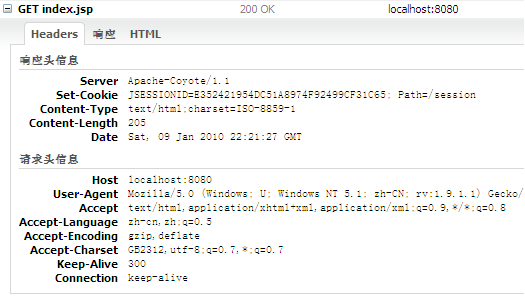 GET index.jsp 200 OK localhost:8080
Headers 响应 HTML
响应头信息
Server Apache-Coyote/1.1
Set-Cookie JSESSIONID=E352421954DC51A8974F92499CF31C65; Path=/session
Content-Type text/html;charset=ISO-8859-1
Content-Length 205
Date Sat, 09 Jan 2010 22:21:27 GMT
请求头信息
Host localhost:8080
User-Agent Mozilla/5.0 (Windows; U; Windows NT 5.1; zh-CN; rv:1.9.1.1) Gecko/
Accept text/html,application/xhtml+xml,application/xml;q=0.9,*/*;q=0.8
Accept-Language zh-cn,zh;q=0.5
Accept-Encoding gzip,deflate
Accept-Charset GB2312,utf-8;q=0.7,*;q=0.7
Keep-Alive 300
Connection keep-alive